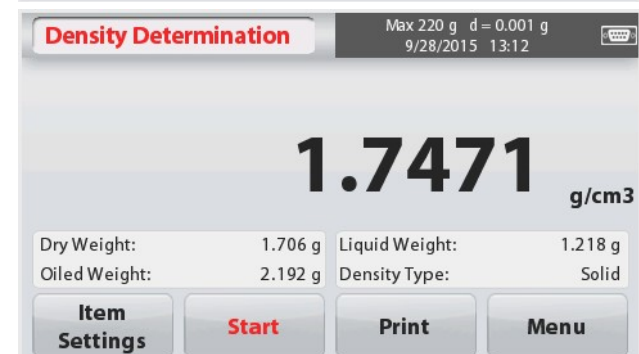 Density Determination
Max 220 g d = 0.001 g
9/28/2015 13:12
1.7471 g/cm3
Dry Weight: 1.706 g Liquid Weight: 1.218 g
Oiled Weight: 2.192 g Density Type: Solid
Item Settings
Start
Print
Menu